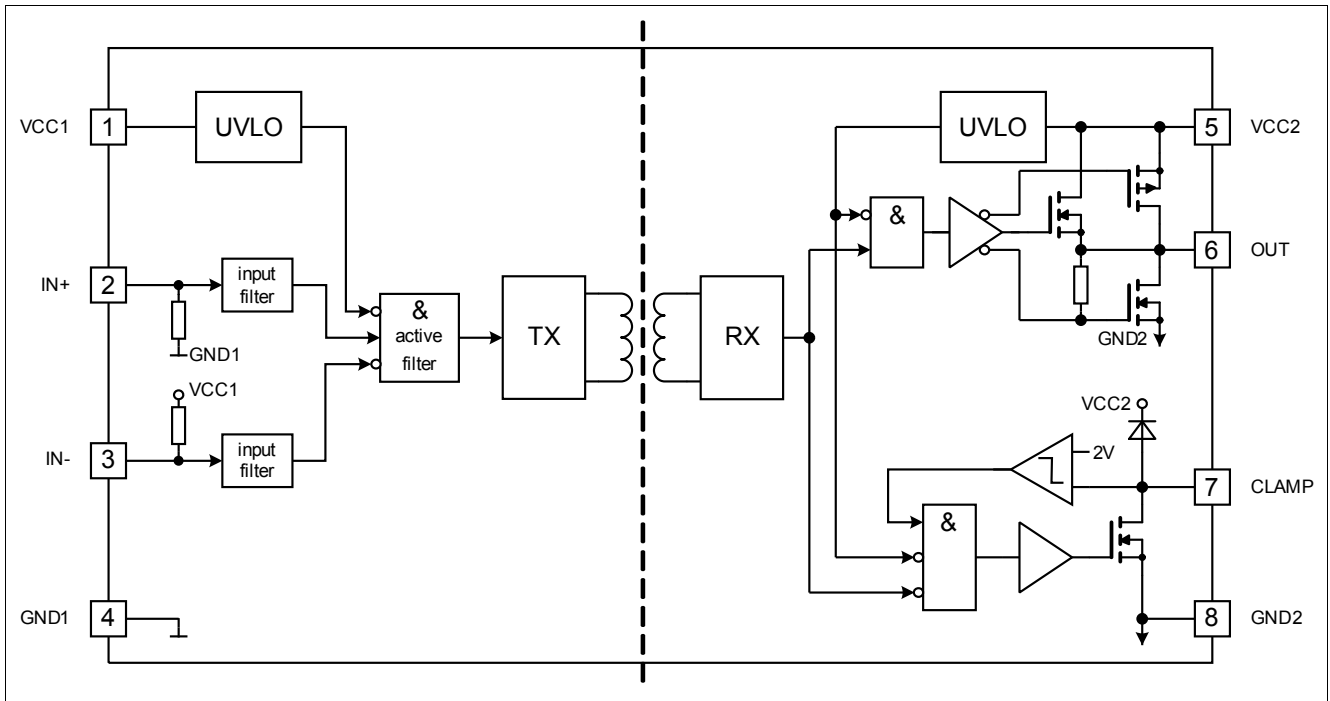 VCC1
1
UVLO
IN+
2
input
filter
GND1
VCC1
IN-
3
input
filter
&
active
filter
TX
GND1
4
RX
UVLO
5
VCC2
&
6
OUT
GND2
VCC2
2V
7
CLAMP
&
8
GND2